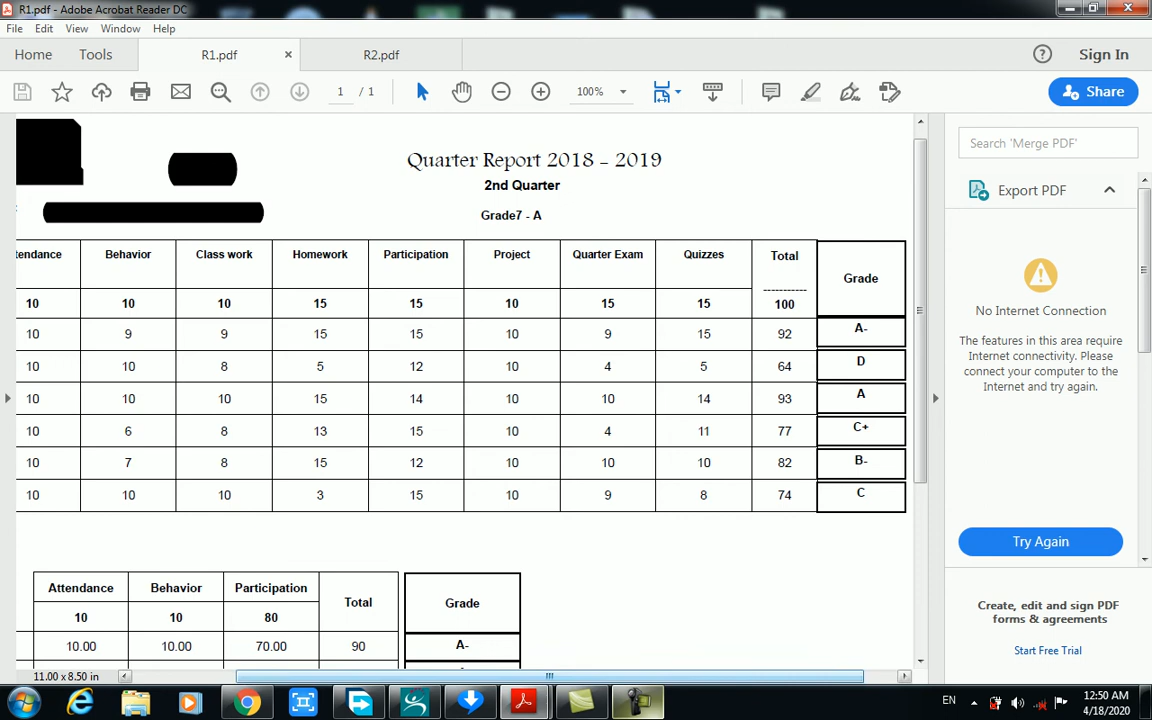 R1.pdf - Adobe Acrobat Reader DC
File Edit View Window Help
Home Tools R1.pdf × R2.pdf ? Sign In
1 / 1 100% Share
Quarter Report 2018 - 2019
2nd Quarter
Grade7 - A
tendance Behavior Class work Homework Participation Project Quarter Exam Quizzes Total Grade
10 10 10 15 15 10 15 15 ----------- 100
10 9 9 15 15 10 9 15 92 A-
10 10 8 5 12 10 4 5 64 D
10 10 10 15 14 10 10 14 93 A
10 6 8 13 15 10 4 11 77 C+
10 7 8 15 12 10 10 10 82 B-
10 10 10 3 15 10 9 8 74 C
Attendance Behavior Participation Total Grade
10 10 80
10.00 10.00 70.00 90 A-
11.00 x 8.50 in
Search 'Merge PDF'
Export PDF
No Internet Connection
The features in this area require
Internet connectivity. Please
connect your computer to the
Internet and try again.
Try Again
Create, edit and sign PDF
forms & agreements
Start Free Trial
EN 12:50 AM
4/18/2020